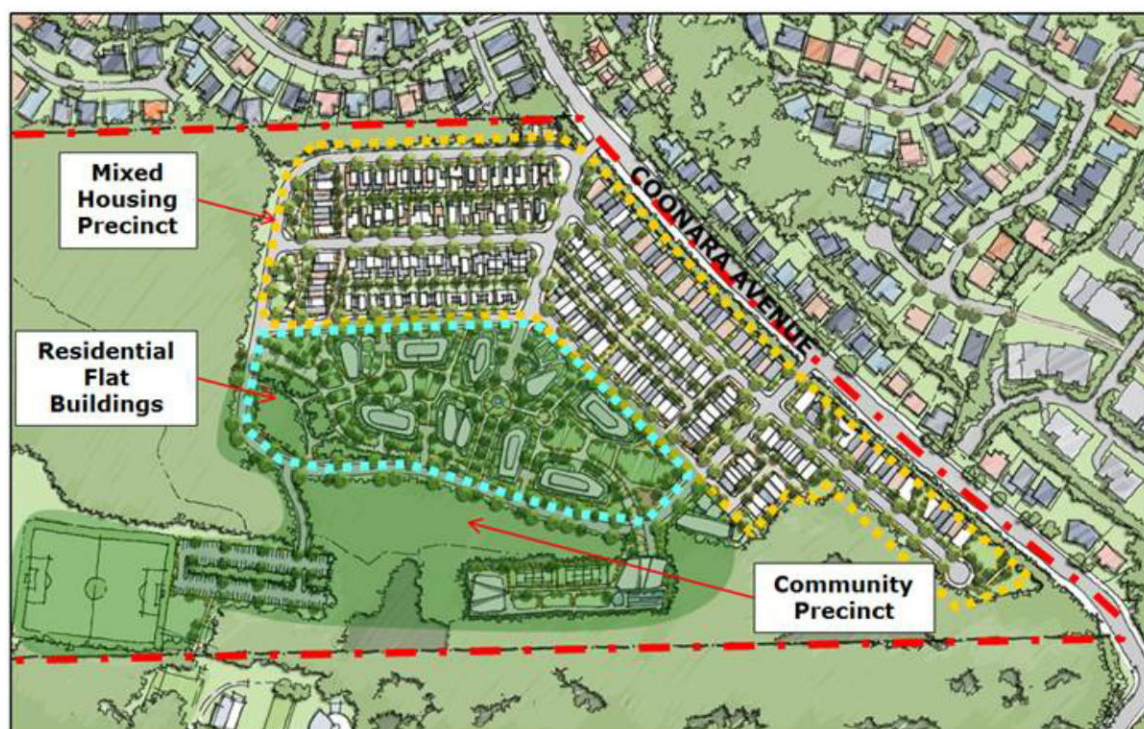 Mixed
Housing
Precinct
COONARA AVENUE
Residential
Flat
Buildings
Community
Precinct